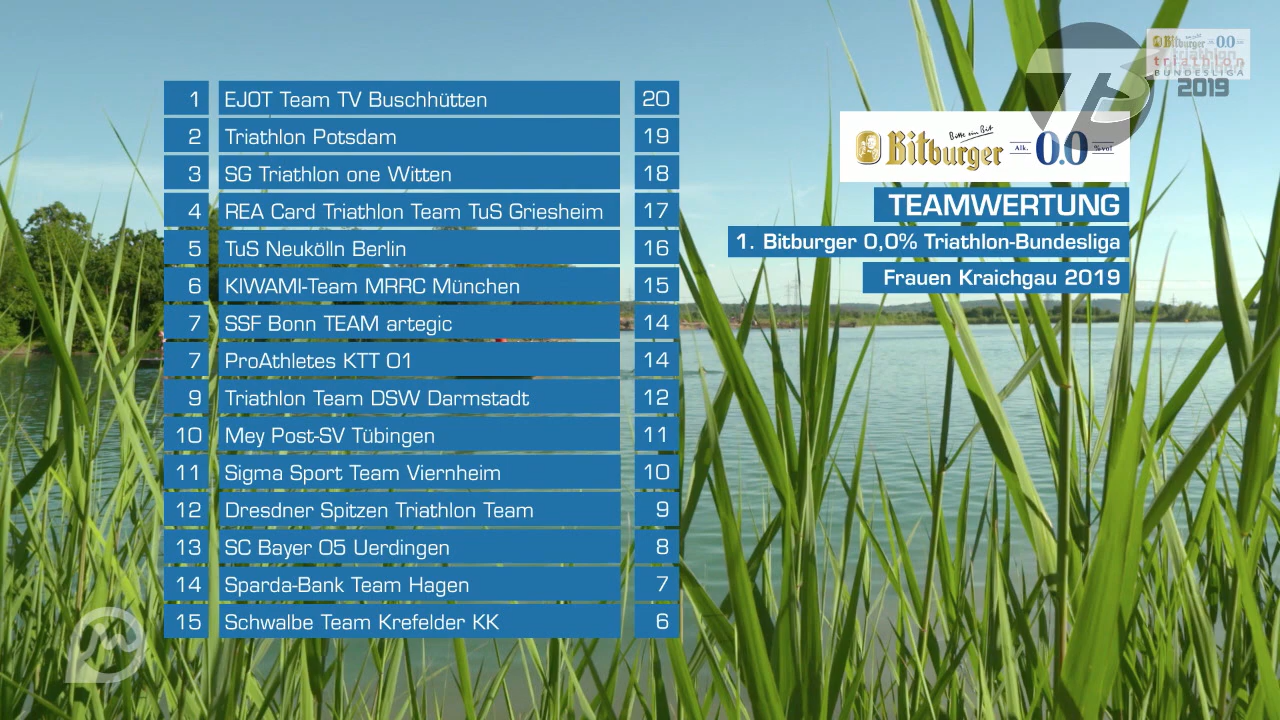 1 EJOT Team TV Buschhütten 20
2 Triathlon Potsdam 19
3 SG Triathlon one Witten 18
4 REA Card Triathlon Team TuS Griesheim 17
5 TuS Neukölln Berlin 16
6 KIWAMI-Team MRRC München 15
7 SSF Bonn TEAM artegic 14
7 ProAthletes KTT 01 14
9 Triathlon Team DSW Darmstadt 12
10 Mey Post-SV Tübingen 11
11 Sigma Sport Team Viernheim 10
12 Dresdner Spitzen Triathlon Team 9
13 SC Bayer 05 Uerdingen 8
14 Sparda-Bank Team Hagen 7
15 Schwalbe Team Krefelder KK 6
Bitburger 0.0
triathlon
BUNDESLIGA
2019
Bitte ein Bit
Bitburger Alk. 0.0 % vol
TEAMWERTUNG
1. Bitburger 0,0% Triathlon-Bundesliga
Frauen Kraichgau 2019